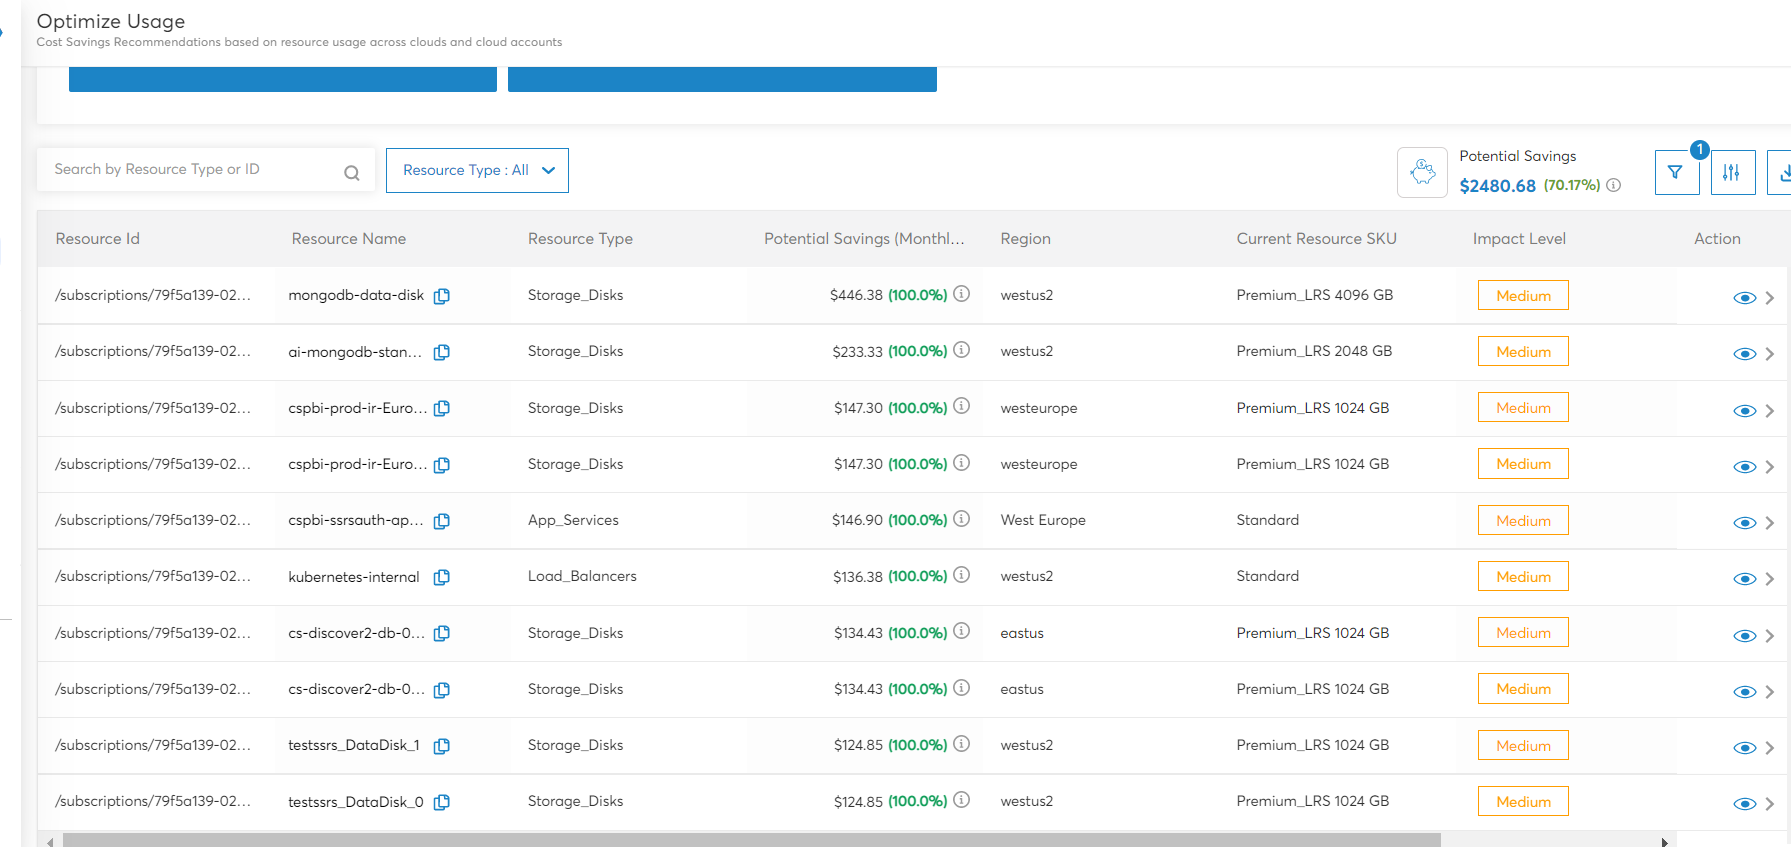 Optimize Usage
Cost Savings Recommendations based on resource usage across clouds and cloud accounts
Search by Resource Type or ID
Resource Type : All
Potential Savings
$2480.68 (70.17%)
1
Resource Id Resource Name Resource Type Potential Savings (Monthl... Region Current Resource SKU Impact Level Action
/subscriptions/79f5a139-02... mongodb-data-disk Storage_Disks $446.38 (100.0%) westus2 Premium_LRS 4096 GB Medium
/subscriptions/79f5a139-02... ai-mongodb-stan... Storage_Disks $233.33 (100.0%) westus2 Premium_LRS 2048 GB Medium
/subscriptions/79f5a139-02... cspbi-prod-ir-Euro... Storage_Disks $147.30 (100.0%) westeurope Premium_LRS 1024 GB Medium
/subscriptions/79f5a139-02... cspbi-prod-ir-Euro... Storage_Disks $147.30 (100.0%) westeurope Premium_LRS 1024 GB Medium
/subscriptions/79f5a139-02... cspbi-ssrsauth-ap... App_Services $146.90 (100.0%) West Europe Standard Medium
/subscriptions/79f5a139-02... kubernetes-internal Load_Balancers $136.38 (100.0%) westus2 Standard Medium
/subscriptions/79f5a139-02... cs-discover2-db-0... Storage_Disks $134.43 (100.0%) eastus Premium_LRS 1024 GB Medium
/subscriptions/79f5a139-02... cs-discover2-db-0... Storage_Disks $134.43 (100.0%) eastus Premium_LRS 1024 GB Medium
/subscriptions/79f5a139-02... testssrs_DataDisk_1 Storage_Disks $124.85 (100.0%) westus2 Premium_LRS 1024 GB Medium
/subscriptions/79f5a139-02... testssrs_DataDisk_0 Storage_Disks $124.85 (100.0%) westus2 Premium_LRS 1024 GB Medium